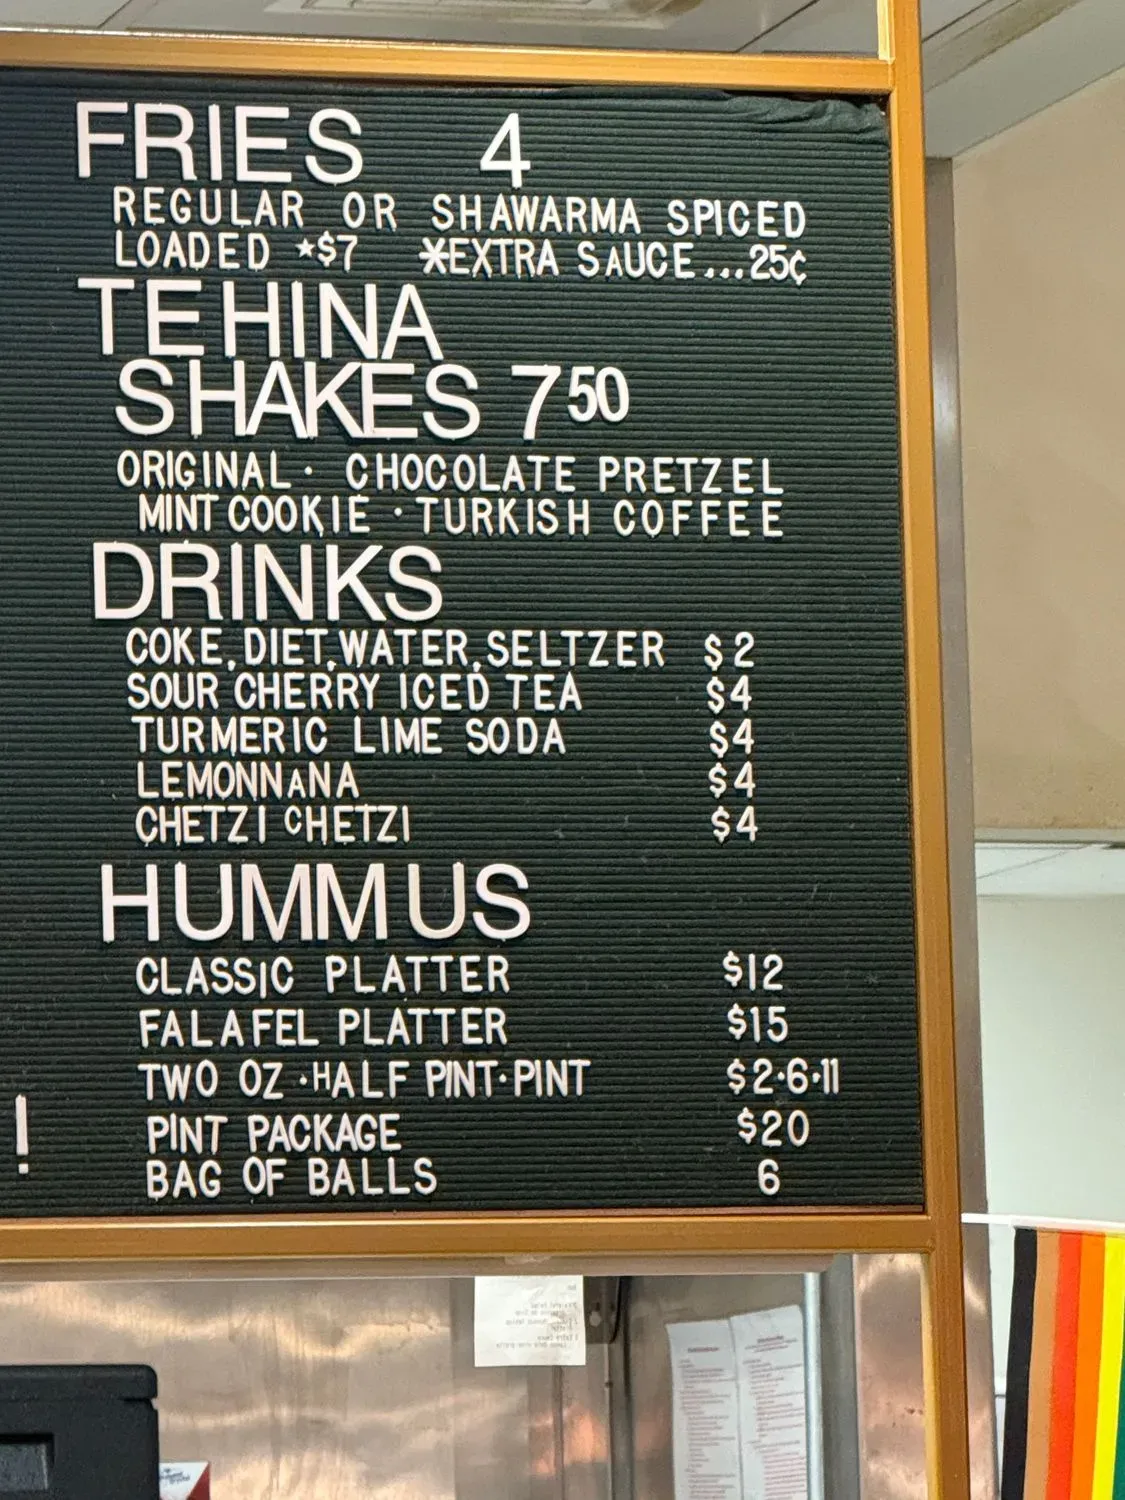 FRIES 4
REGULAR OR SHAWARMA SPICED
LOADED *$7 *EXTRA SAUCE...25¢
TEHINA
SHAKES 7 50
ORIGINAL · CHOCOLATE PRETZEL
MINT COOKIE · TURKISH COFFEE
DRINKS
COKE, DIET, WATER, SELTZER $2
SOUR CHERRY ICED TEA $4
TURMERIC LIME SODA $4
LEMONNANA $4
CHETZI CHETZI $4
HUMMUS
CLASSIC PLATTER $12
FALAFEL PLATTER $15
TWO OZ · HALF PINT · PINT $2·6·11
!
PINT PACKAGE $20
BAG OF BALLS 6